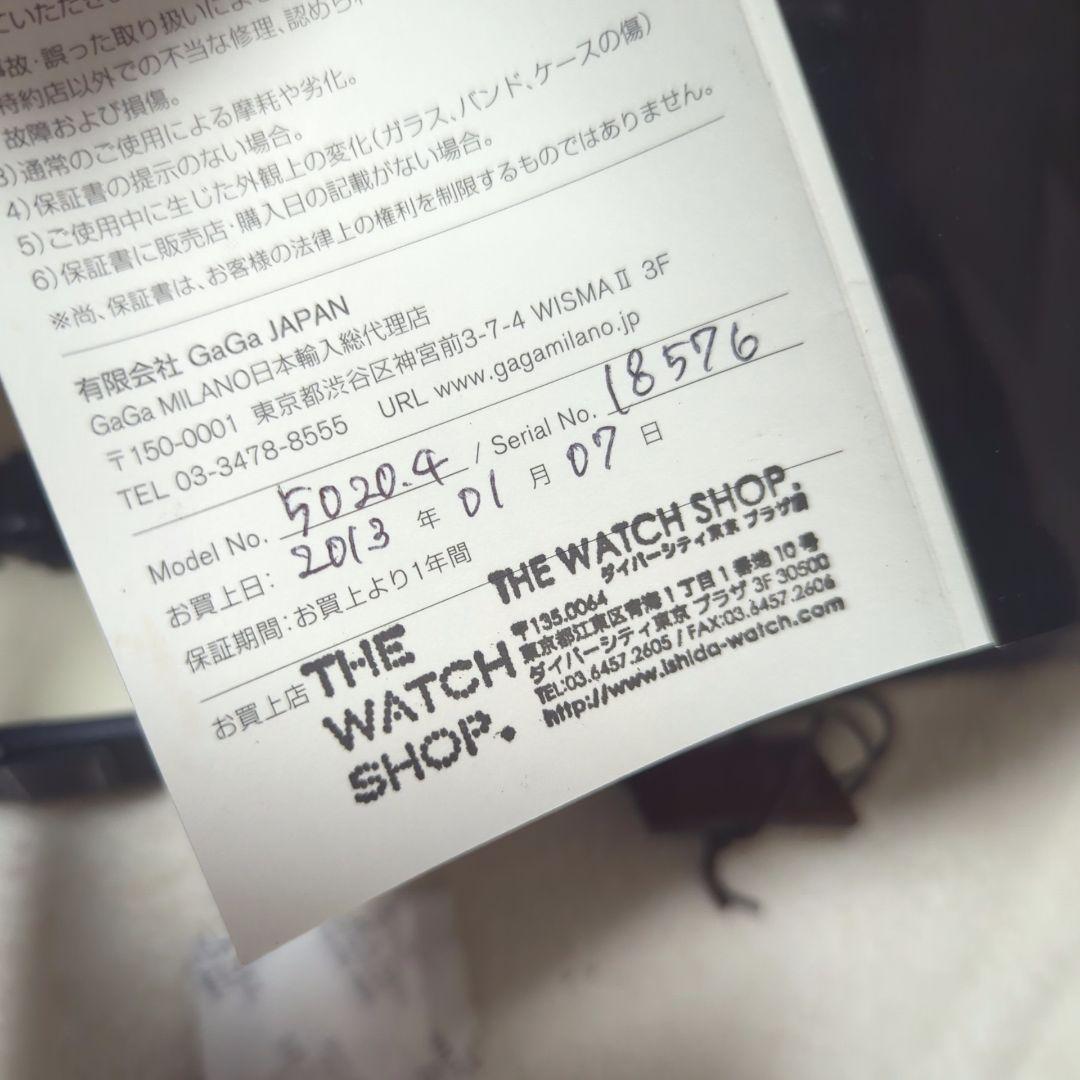 ていただき
事故・誤った取り扱いによ
特約店以外での不当な修理、認めら
故障および損傷。
3)通常のご使用による摩耗や劣化。
4)保証書の提示のない場合。
5)ご使用中に生じた外観上の変化(ガラス、バンド、ケースの傷)
6)保証書に販売店・購入日の記載がない場合。
※尚、保証書は、お客様の法律上の権利を制限するものではありません。
有限会社 GaGa JAPAN
GaGa MILANO日本輸入総代理店
〒150-0001 東京都渋谷区神宮前3-7-4 WISMA II 3F
TEL 03-3478-8555 URL www.gagamilano.jp
Model No. 5020.4 / Serial No. 18576
お買上日: 2013 年 01 月 07 日
保証期間:お買上より1年間
お買上店
THE
WATCH
SHOP.
THE WATCH SHOP.
ダイバーシティ東京 プラザ店
〒135.0064
東京都江東区青海1丁目1番地10号
ダイバーシティ東京 プラザ 3F 30500
TEL:03.6457.2605 / FAX:03.6457.2606
http://www.ishida-watch.com